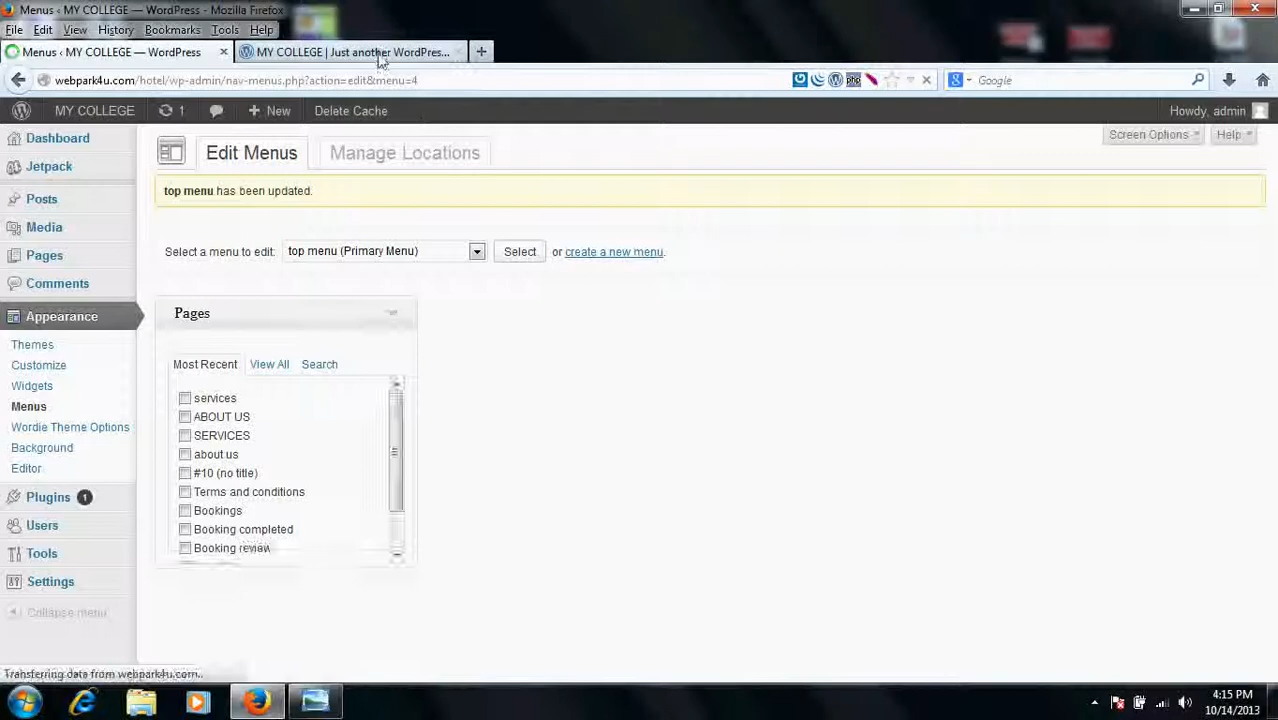 Menus ‹ MY COLLEGE — WordPress - Mozilla Firefox
File Edit View History Bookmarks Tools Help
Menus ‹ MY COLLEGE — WordPress × MY COLLEGE | Just another WordPres... × +
webpark4u.com/hotel/wp-admin/nav-menus.php?action=edit&menu=4 Google
MY COLLEGE 1 + New Delete Cache Howdy, admin
Screen Options Help
Edit Menus Manage Locations
top menu has been updated.
Select a menu to edit: top menu (Primary Menu) Select or create a new menu.
Dashboard
Jetpack
Posts
Media
Pages
Comments
Appearance
Themes
Customize
Widgets
Menus
Wordie Theme Options
Background
Editor
Plugins 1
Users
Tools
Settings
Collapse menu
Pages
Most Recent View All Search
services
ABOUT US
SERVICES
about us
#10 (no title)
Terms and conditions
Bookings
Booking completed
Booking review
Transferring data from webpark4u.com...
4:15 PM
10/14/2013